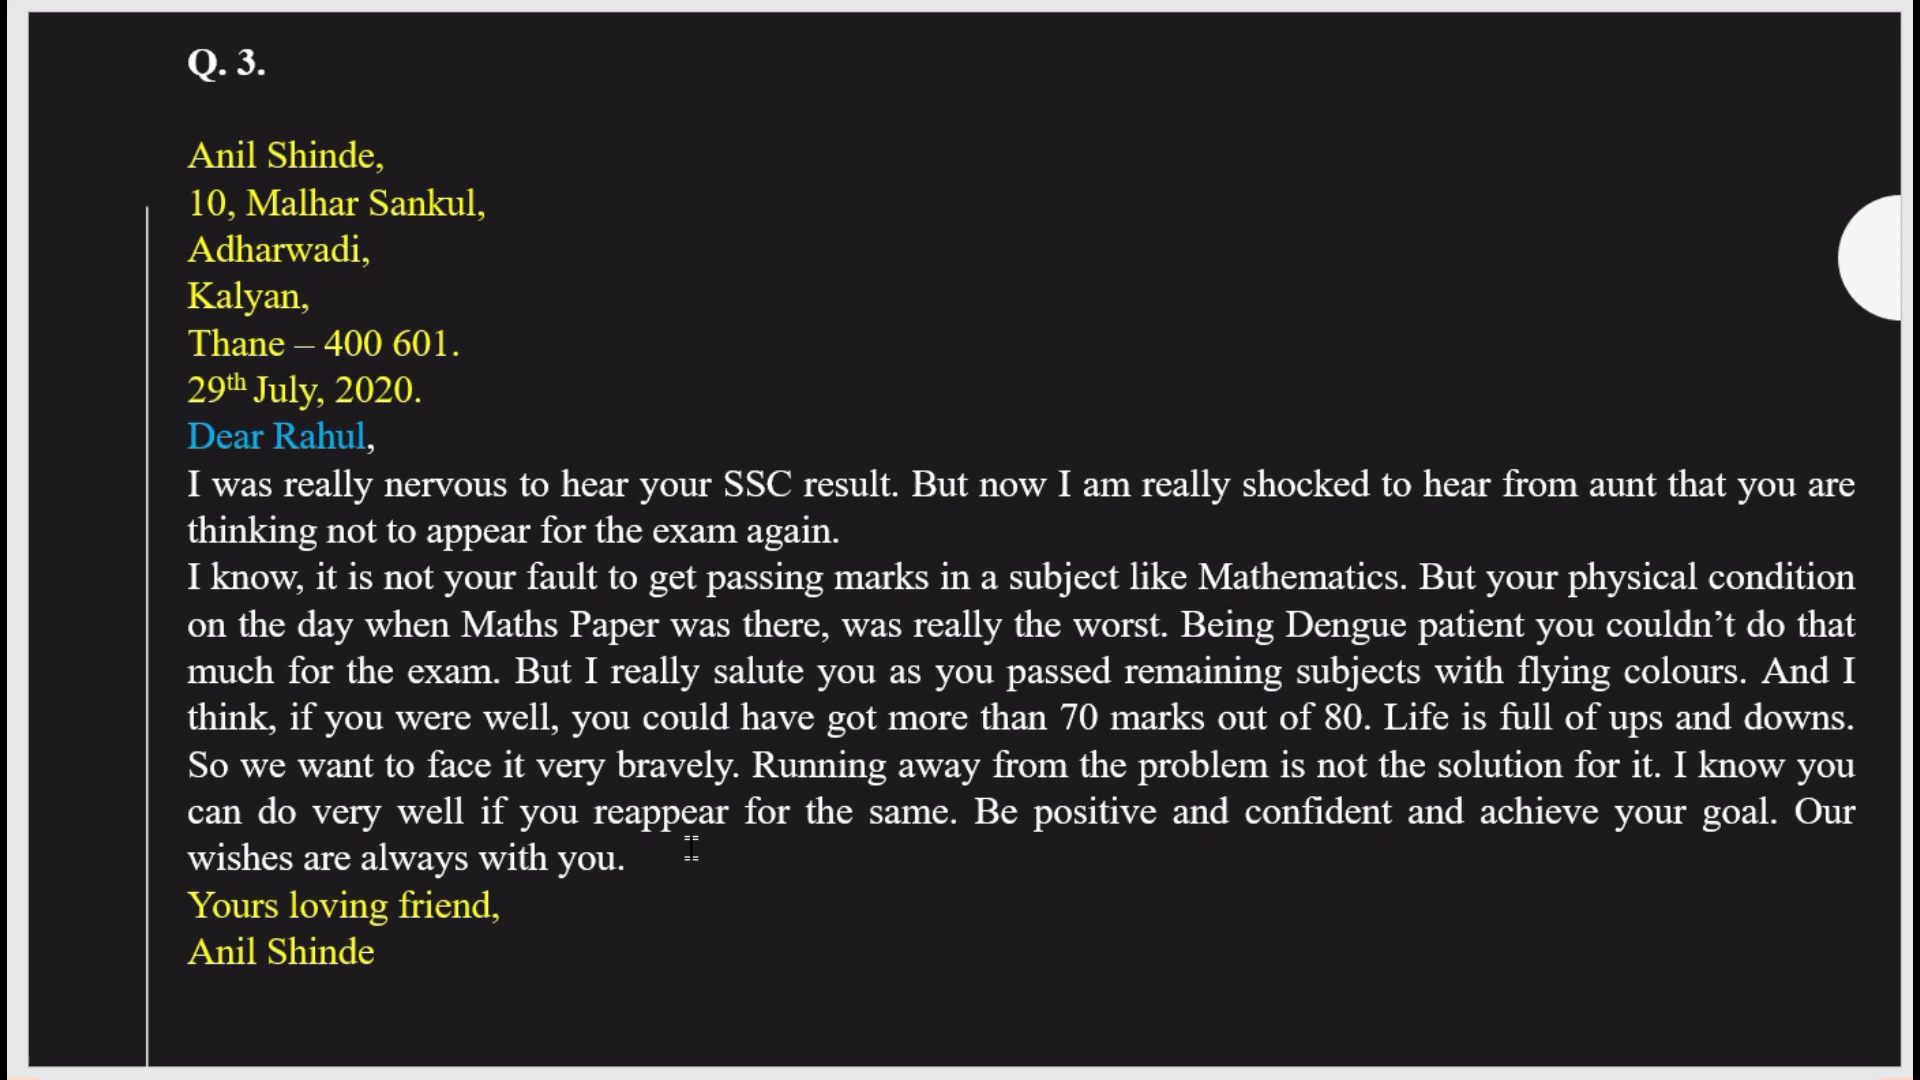 Q. 3.
Anil Shinde,
10, Malhar Sankul,
Adharwadi,
Kalyan,
Thane – 400 601.
29th July, 2020.
Dear Rahul,
I was really nervous to hear your SSC result. But now I am really shocked to hear from aunt that you are
thinking not to appear for the exam again.
I know, it is not your fault to get passing marks in a subject like Mathematics. But your physical condition
on the day when Maths Paper was there, was really the worst. Being Dengue patient you couldn’t do that
much for the exam. But I really salute you as you passed remaining subjects with flying colours. And I
think, if you were well, you could have got more than 70 marks out of 80. Life is full of ups and downs.
So we want to face it very bravely. Running away from the problem is not the solution for it. I know you
can do very well if you reappear for the same. Be positive and confident and achieve your goal. Our
wishes are always with you.
Yours loving friend,
Anil Shinde